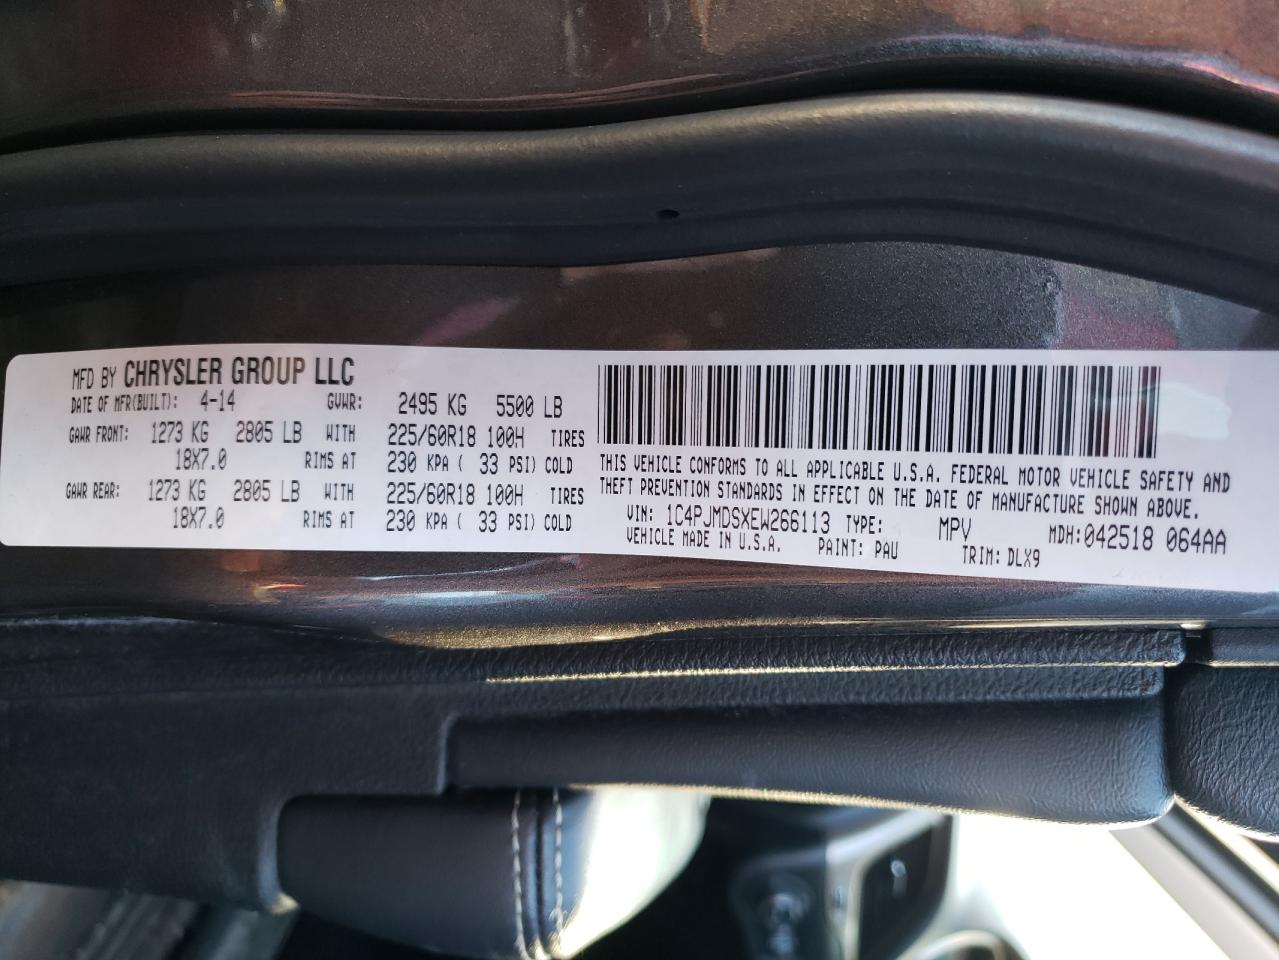 MFD BY CHRYSLER GROUP LLC
DATE OF MFR(BUILT): 4-14 GVWR: 2495 KG 5500 LB
GAWR FRONT: 1273 KG 2805 LB WITH 225/60R18 100H TIRES
18X7.0 RIMS AT 230 KPA ( 33 PSI) COLD
GAWR REAR: 1273 KG 2805 LB WITH 225/60R18 100H TIRES
18X7.0 RIMS AT 230 KPA ( 33 PSI) COLD
THIS VEHICLE CONFORMS TO ALL APPLICABLE U.S.A. FEDERAL MOTOR VEHICLE SAFETY AND
THEFT PREVENTION STANDARDS IN EFFECT ON THE DATE OF MANUFACTURE SHOWN ABOVE.
VIN: 1C4PJMDSXEW266113 TYPE: MPV MDH:042518 064AA
VEHICLE MADE IN U.S.A. PAINT: PAU TRIM: DLX9